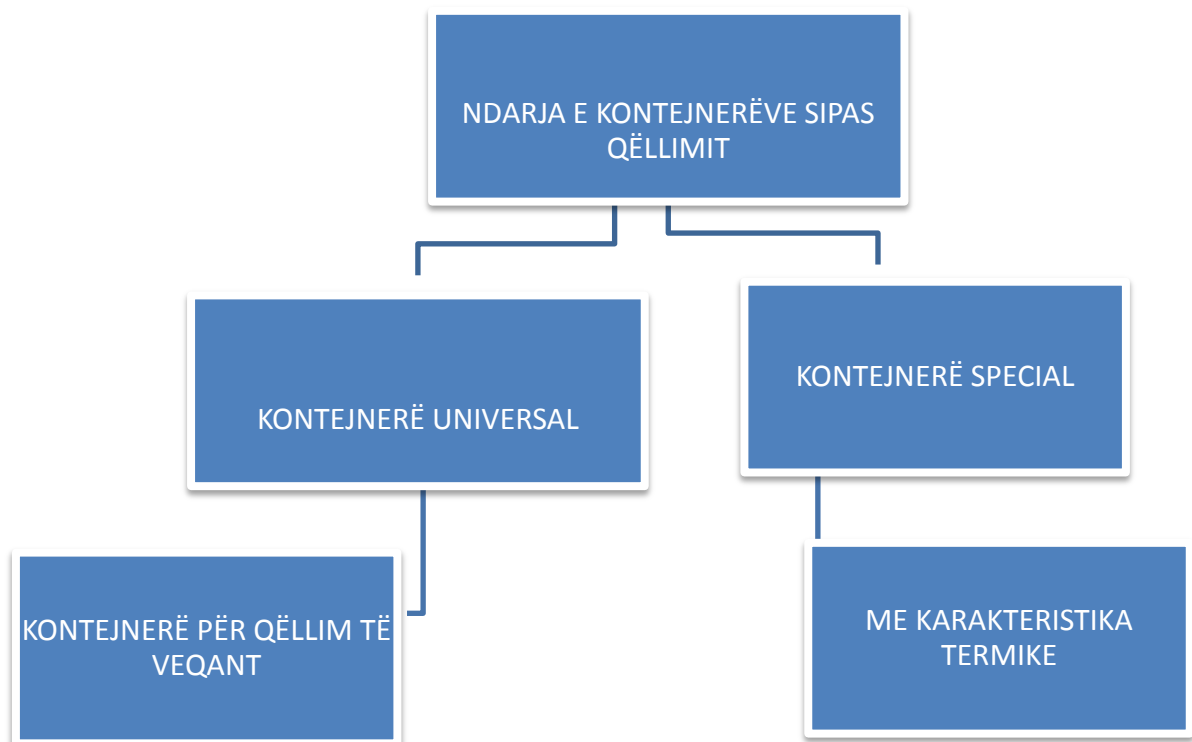 NDARJA E KONTEJNERËVE SIPAS
QËLLIMIT
KONTEJNERË UNIVERSAL
KONTEJNERË SPECIAL
KONTEJNERË PËR QËLLIM TË
VEQANT
ME KARAKTERISTIKA
TERMIKE